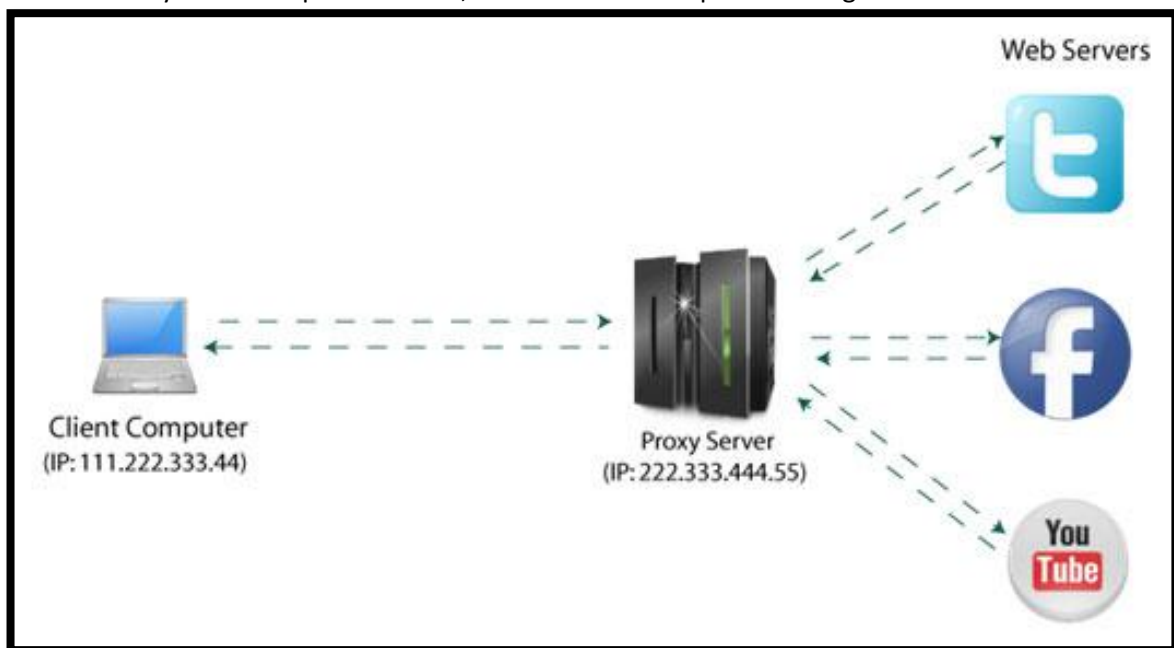 Web Servers
t
f
Client Computer
(IP: 111.222.333.44)
Proxy Server
(IP: 222.333.444.55)
You
Tube